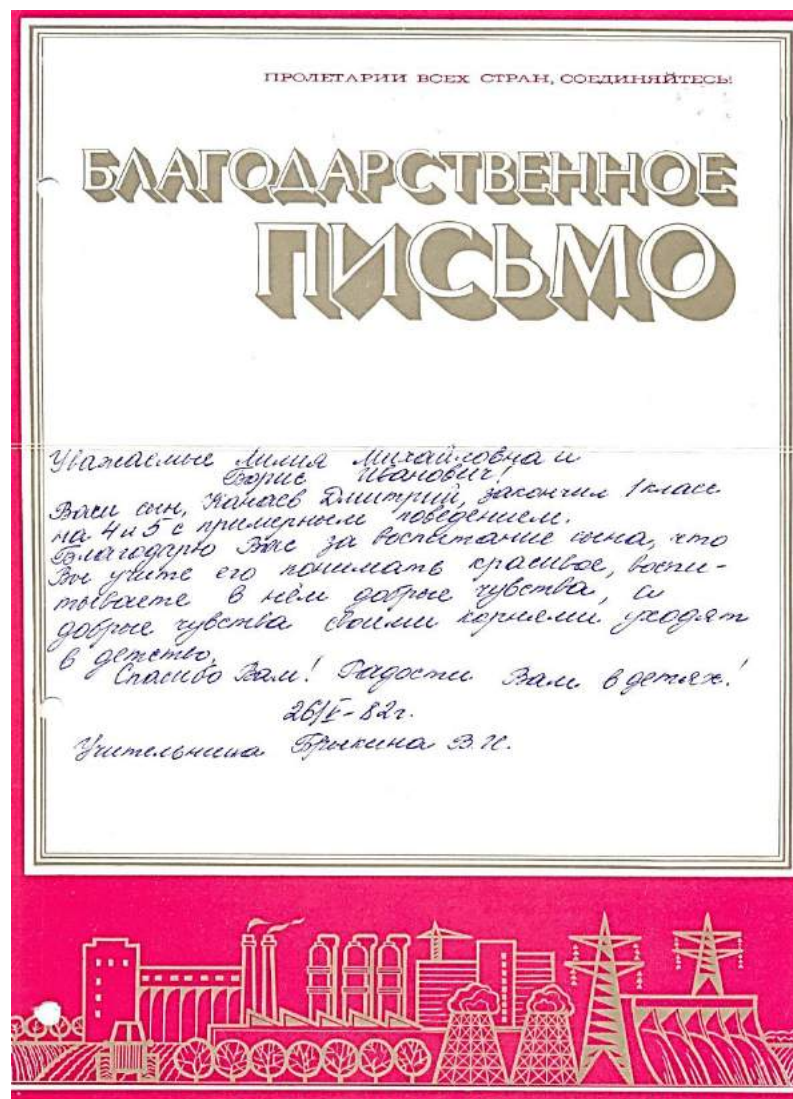 ПРОЛЕТАРИИ ВСЕХ СТРАН, СОЕДИНЯЙТЕСЬ!
БЛАГОДАРСТВЕННОЕ
ПИСЬМО
Уважаемые Лилия Михайловна и
Борис Иванович!
Ваш сын, Канаев Дмитрий, закончил 1 класс
на 4 и 5 с примерным поведением.
Благодарю Вас за воспитание сына, что
Вы учите его понимать красивое, воспи-
тываете в нём добрые чувства, а
добрые чувства своими корнями уходят
в детство.
Спасибо Вам! Радости Вам в детях!
26/V-82г.
Учительница Брыкина В.И.